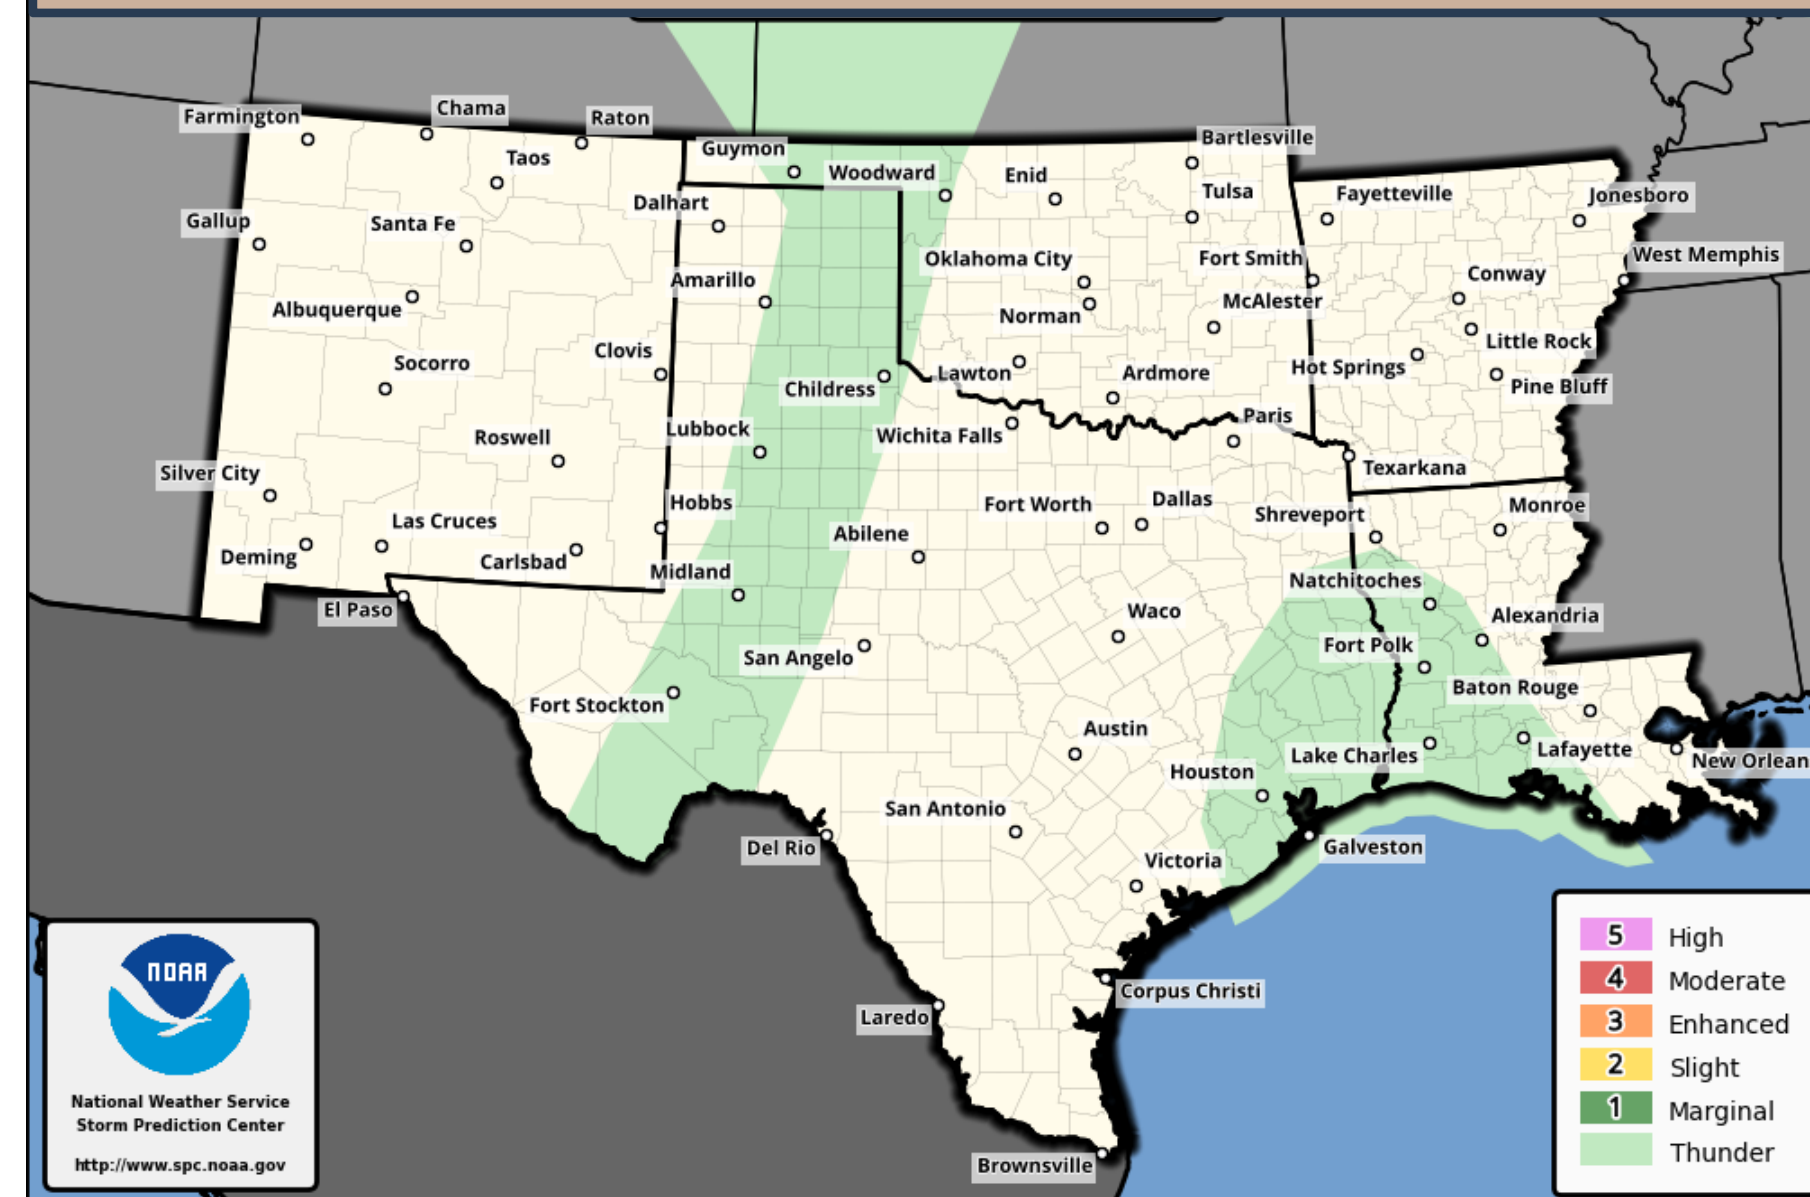 Farmington
Chama
Raton
Taos
Guymon
Woodward
Enid
Bartlesville
Tulsa
Fayetteville
Jonesboro
Gallup
Santa Fe
Dalhart
Amarillo
Oklahoma City
Fort Smith
West Memphis
Conway
Albuquerque
Norman
McAlester
Little Rock
Clovis
Socorro
Childress
Lawton
Ardmore
Hot Springs
Pine Bluff
Roswell
Lubbock
Wichita Falls
Paris
Texarkana
Silver City
Hobbs
Fort Worth
Dallas
Shreveport
Monroe
Las Cruces
Abilene
Deming
Carlsbad
Midland
Natchitoches
El Paso
Waco
Alexandria
San Angelo
Fort Polk
Fort Stockton
Baton Rouge
Austin
Lake Charles
Lafayette
New Orlean
Houston
San Antonio
Del Rio
Victoria
Galveston
Corpus Christi
Laredo
Brownsville
NOAA
National Weather Service
Storm Prediction Center
http://www.spc.noaa.gov
5 High
4 Moderate
3 Enhanced
2 Slight
1 Marginal
Thunder